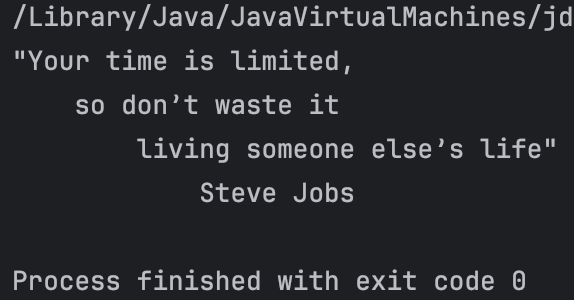 /Library/Java/JavaVirtualMachines/jd
"Your time is limited,
    so don’t waste it
        living someone else’s life"
            Steve Jobs

Process finished with exit code 0